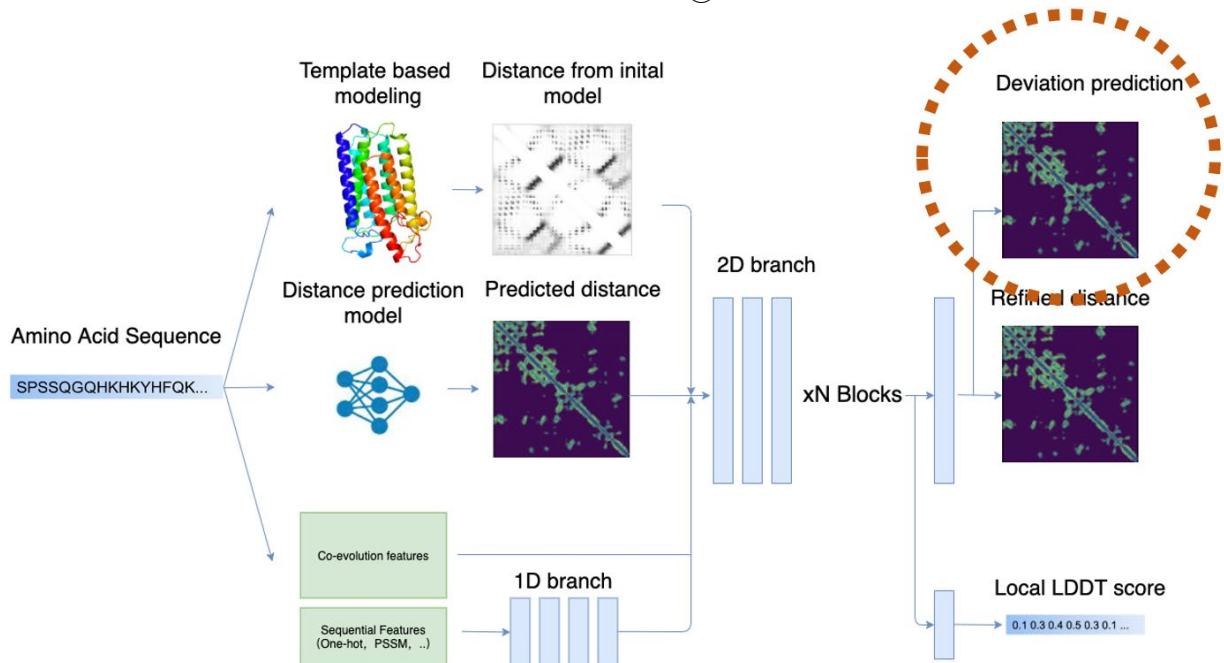 Template based
modeling
Distance from inital
model
Deviation prediction
2D branch
Distance prediction
model
Predicted distance
Refined distance
Amino Acid Sequence
SPSSQGQHKHKYHFQK...
xN Blocks
Co-evolution features
1D branch
Sequential Features
(One-hot, PSSM, ..)
Local LDDT score
0.1 0.3 0.4 0.5 0.3 0.1 ...